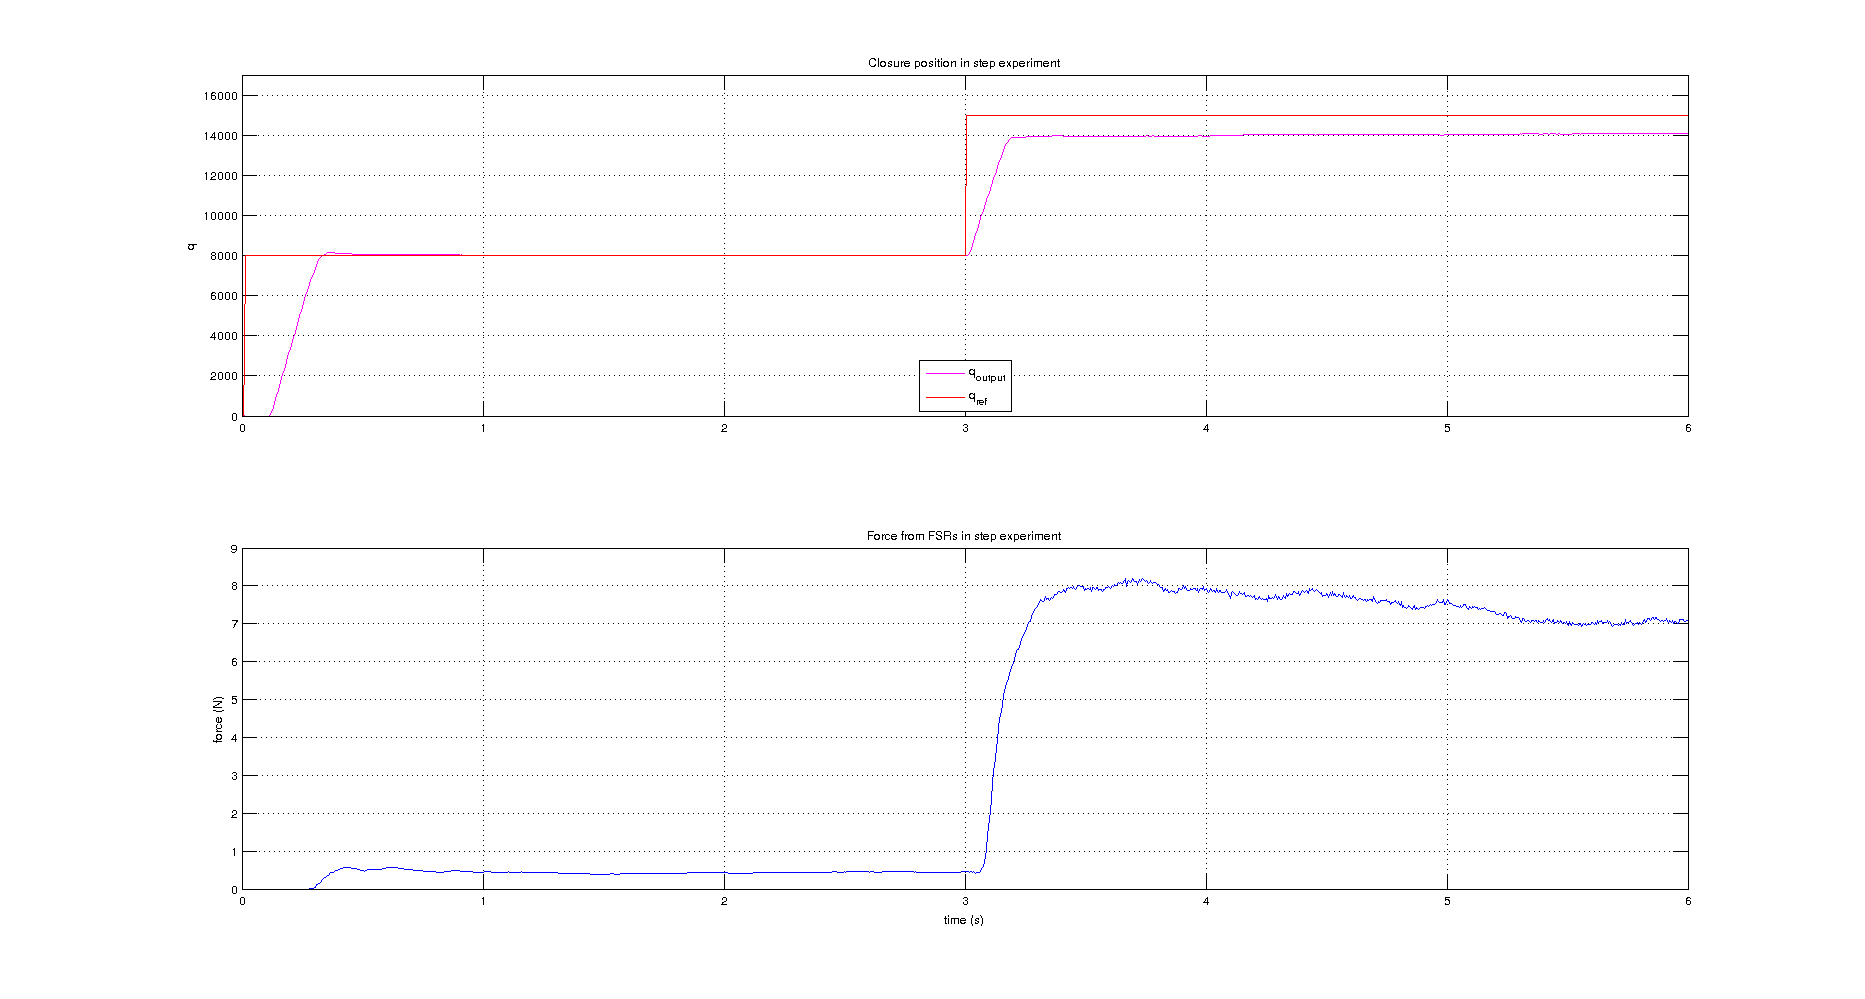 Closure position in step experiment
16000
14000
12000
10000
8000
6000
4000
2000
0
q
q_output
q_ref
0 1 2 3 4 5 6
Force from FSRs in step experiment
9
8
7
6
5
4
3
2
1
0
force (N)
0 1 2 3 4 5 6
time (s)